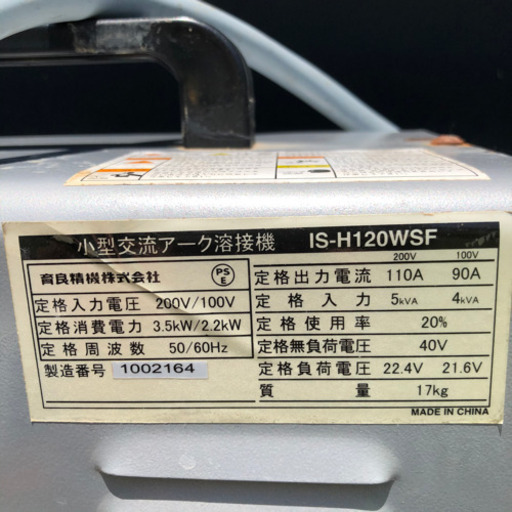 小型交流アーク溶接機 IS-H120WSF
育良精機株式会社
PS
E
定格入力電圧 200V/100V
定格消費電力 3.5kW/2.2kW
定格周波数 50/60Hz
製造番号 1002164
200V 100V
定格出力電流 110A 90A
定格入力 5kVA 4kVA
定格使用率 20%
定格無負荷電圧 40V
定格負荷電圧 22.4V 21.6V
質量 17kg
MADE IN CHINA